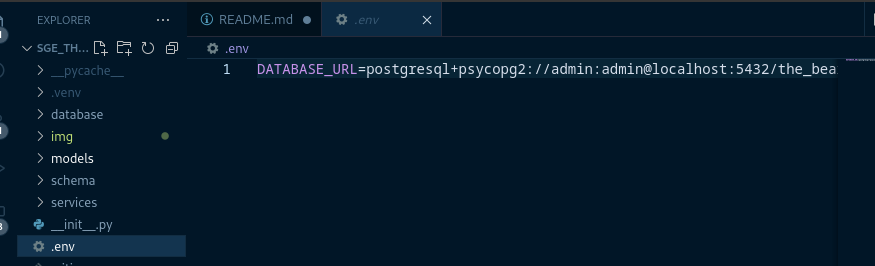 EXPLORER
SGE_TH...
__pycache__
.venv
database
img
models
schema
services
__init__.py
.env
README.md
.env
.env
1 DATABASE_URL=postgresql+psycopg2://admin:admin@localhost:5432/the_bea